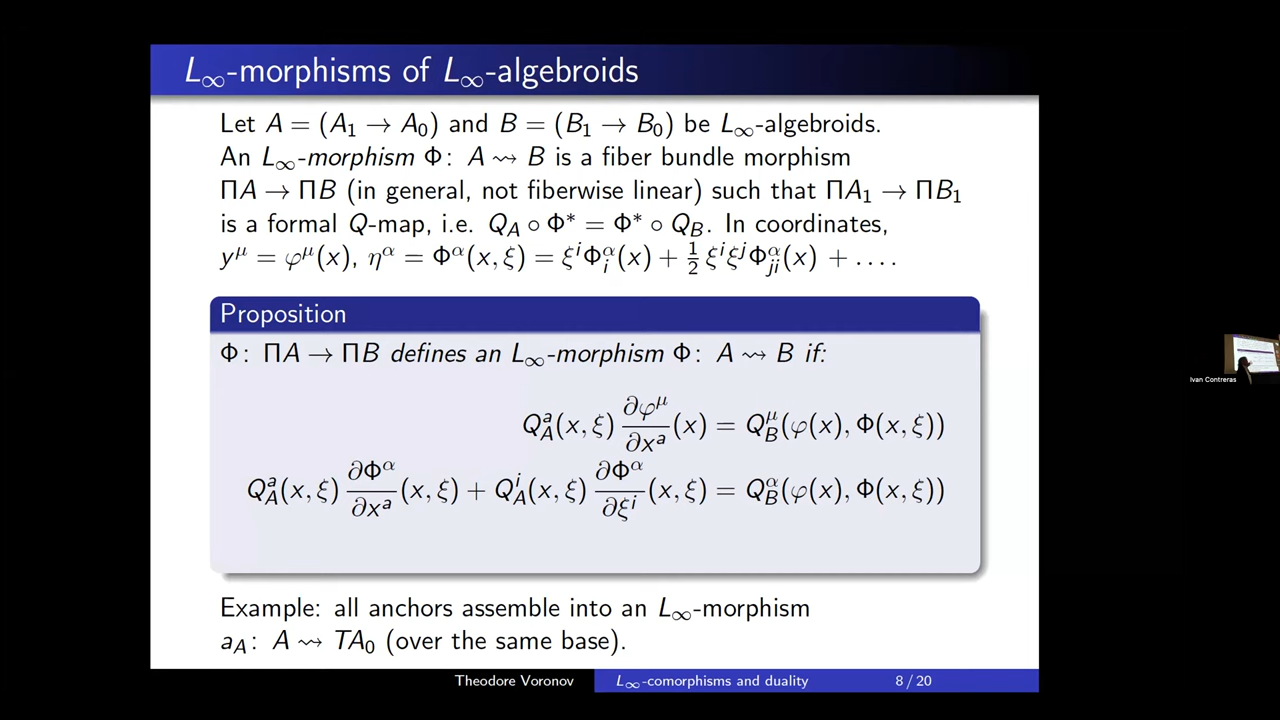 L∞-morphisms of L∞-algebroids
Let A = (A₁ → A₀) and B = (B₁ → B₀) be L∞-algebroids.
An L∞-morphism Φ: A ⇝ B is a fiber bundle morphism
ΠA → ΠB (in general, not fiberwise linear) such that ΠA₁ → ΠB₁
is a formal Q-map, i.e. Q_A ∘ Φ* = Φ* ∘ Q_B. In coordinates,
y^μ = φ^μ(x), η^α = Φ^α(x, ξ) = ξ^i Φ_i^α(x) + ½ ξ^i ξ^j Φ_{ji}^α(x) + ....
Proposition
Φ: ΠA → ΠB defines an L∞-morphism Φ: A ⇝ B if:
Q_A^a(x, ξ) ∂φ^μ/∂x^a (x) = Q_B^μ(φ(x), Φ(x, ξ))
Q_A^a(x, ξ) ∂Φ^α/∂x^a (x, ξ) + Q_A^i(x, ξ) ∂Φ^α/∂ξ^i (x, ξ) = Q_B^α(φ(x), Φ(x, ξ))
Example: all anchors assemble into an L∞-morphism
a_A: A ⇝ TA₀ (over the same base).
Theodore Voronov L∞-comorphisms and duality 8 / 20
Ivan Contreras